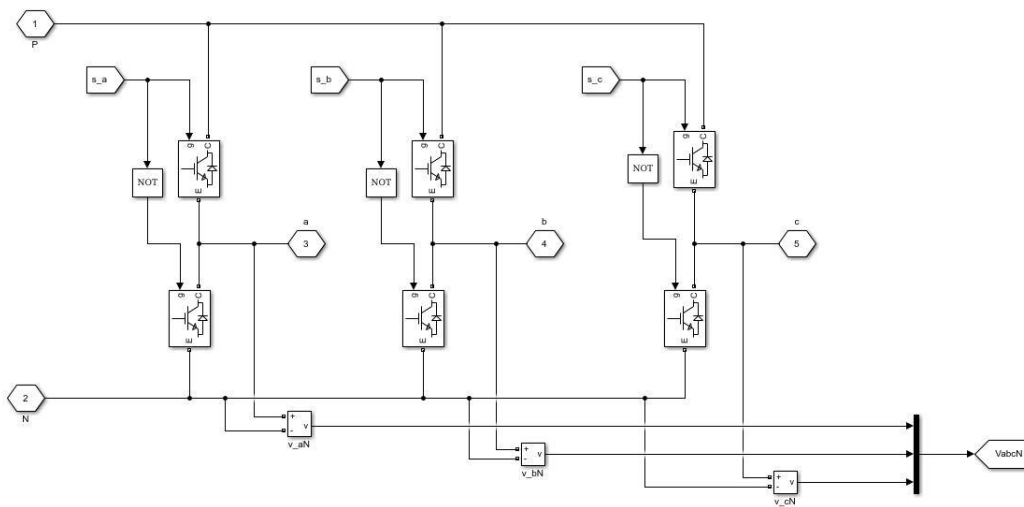 1
P
s_a
s_b
s_c
g
C
g
C
g
C
NOT
NOT
NOT
E
E
E
a
b
c
3
4
5
g
C
g
C
g
C
E
E
E
2
N
+
-
v
v_aN
+
-
v
v_bN
+
-
v
v_cN
VabcN